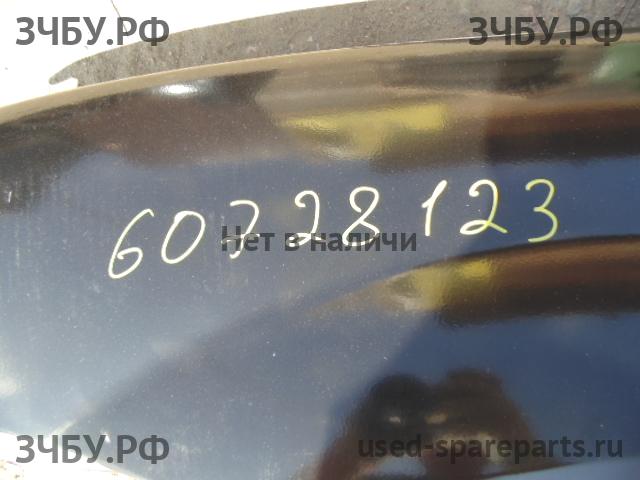 ЗЧБУ.РФ ЗЧБУ.РФ
60728123
Нет в наличи
ЗЧБУ.РФ used-spareparts.ru